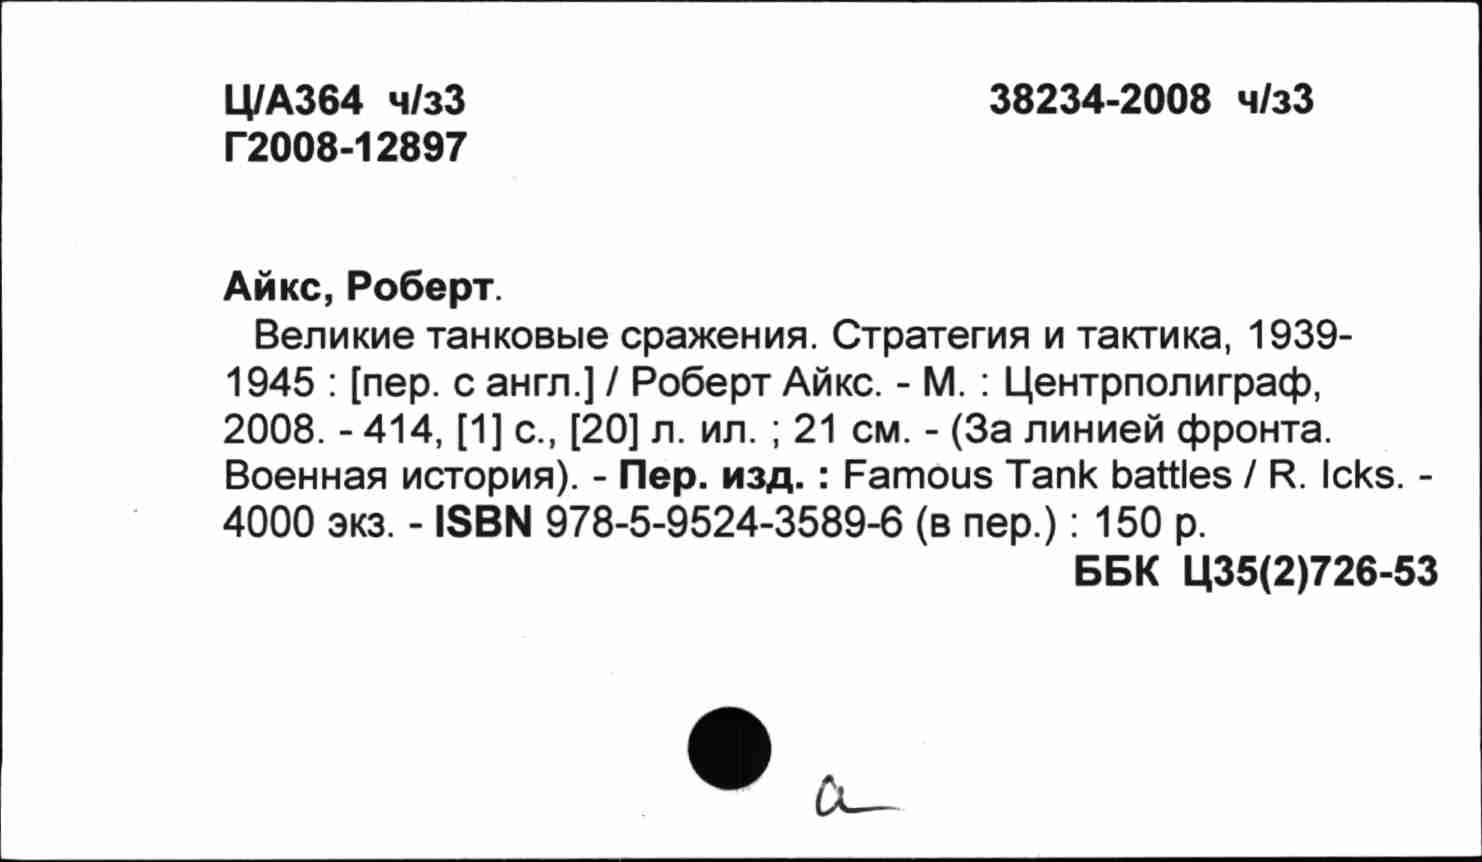 Ц/А364 ч/з3
38234-2008 ч/з3
Г2008-12897
Айкс, Роберт.
Великие танковые сражения. Стратегия и тактика, 1939-
1945 : [пер. с англ.] / Роберт Айкс. - М. : Центрполиграф,
2008. - 414, [1] с., [20] л. ил. ; 21 см. - (За линией фронта.
Военная история). - Пер. изд. : Famous Tank battles / R. Icks. -
4000 экз. - ISBN 978-5-9524-3589-6 (в пер.) : 150 р.
ББК Ц35(2)726-53
а